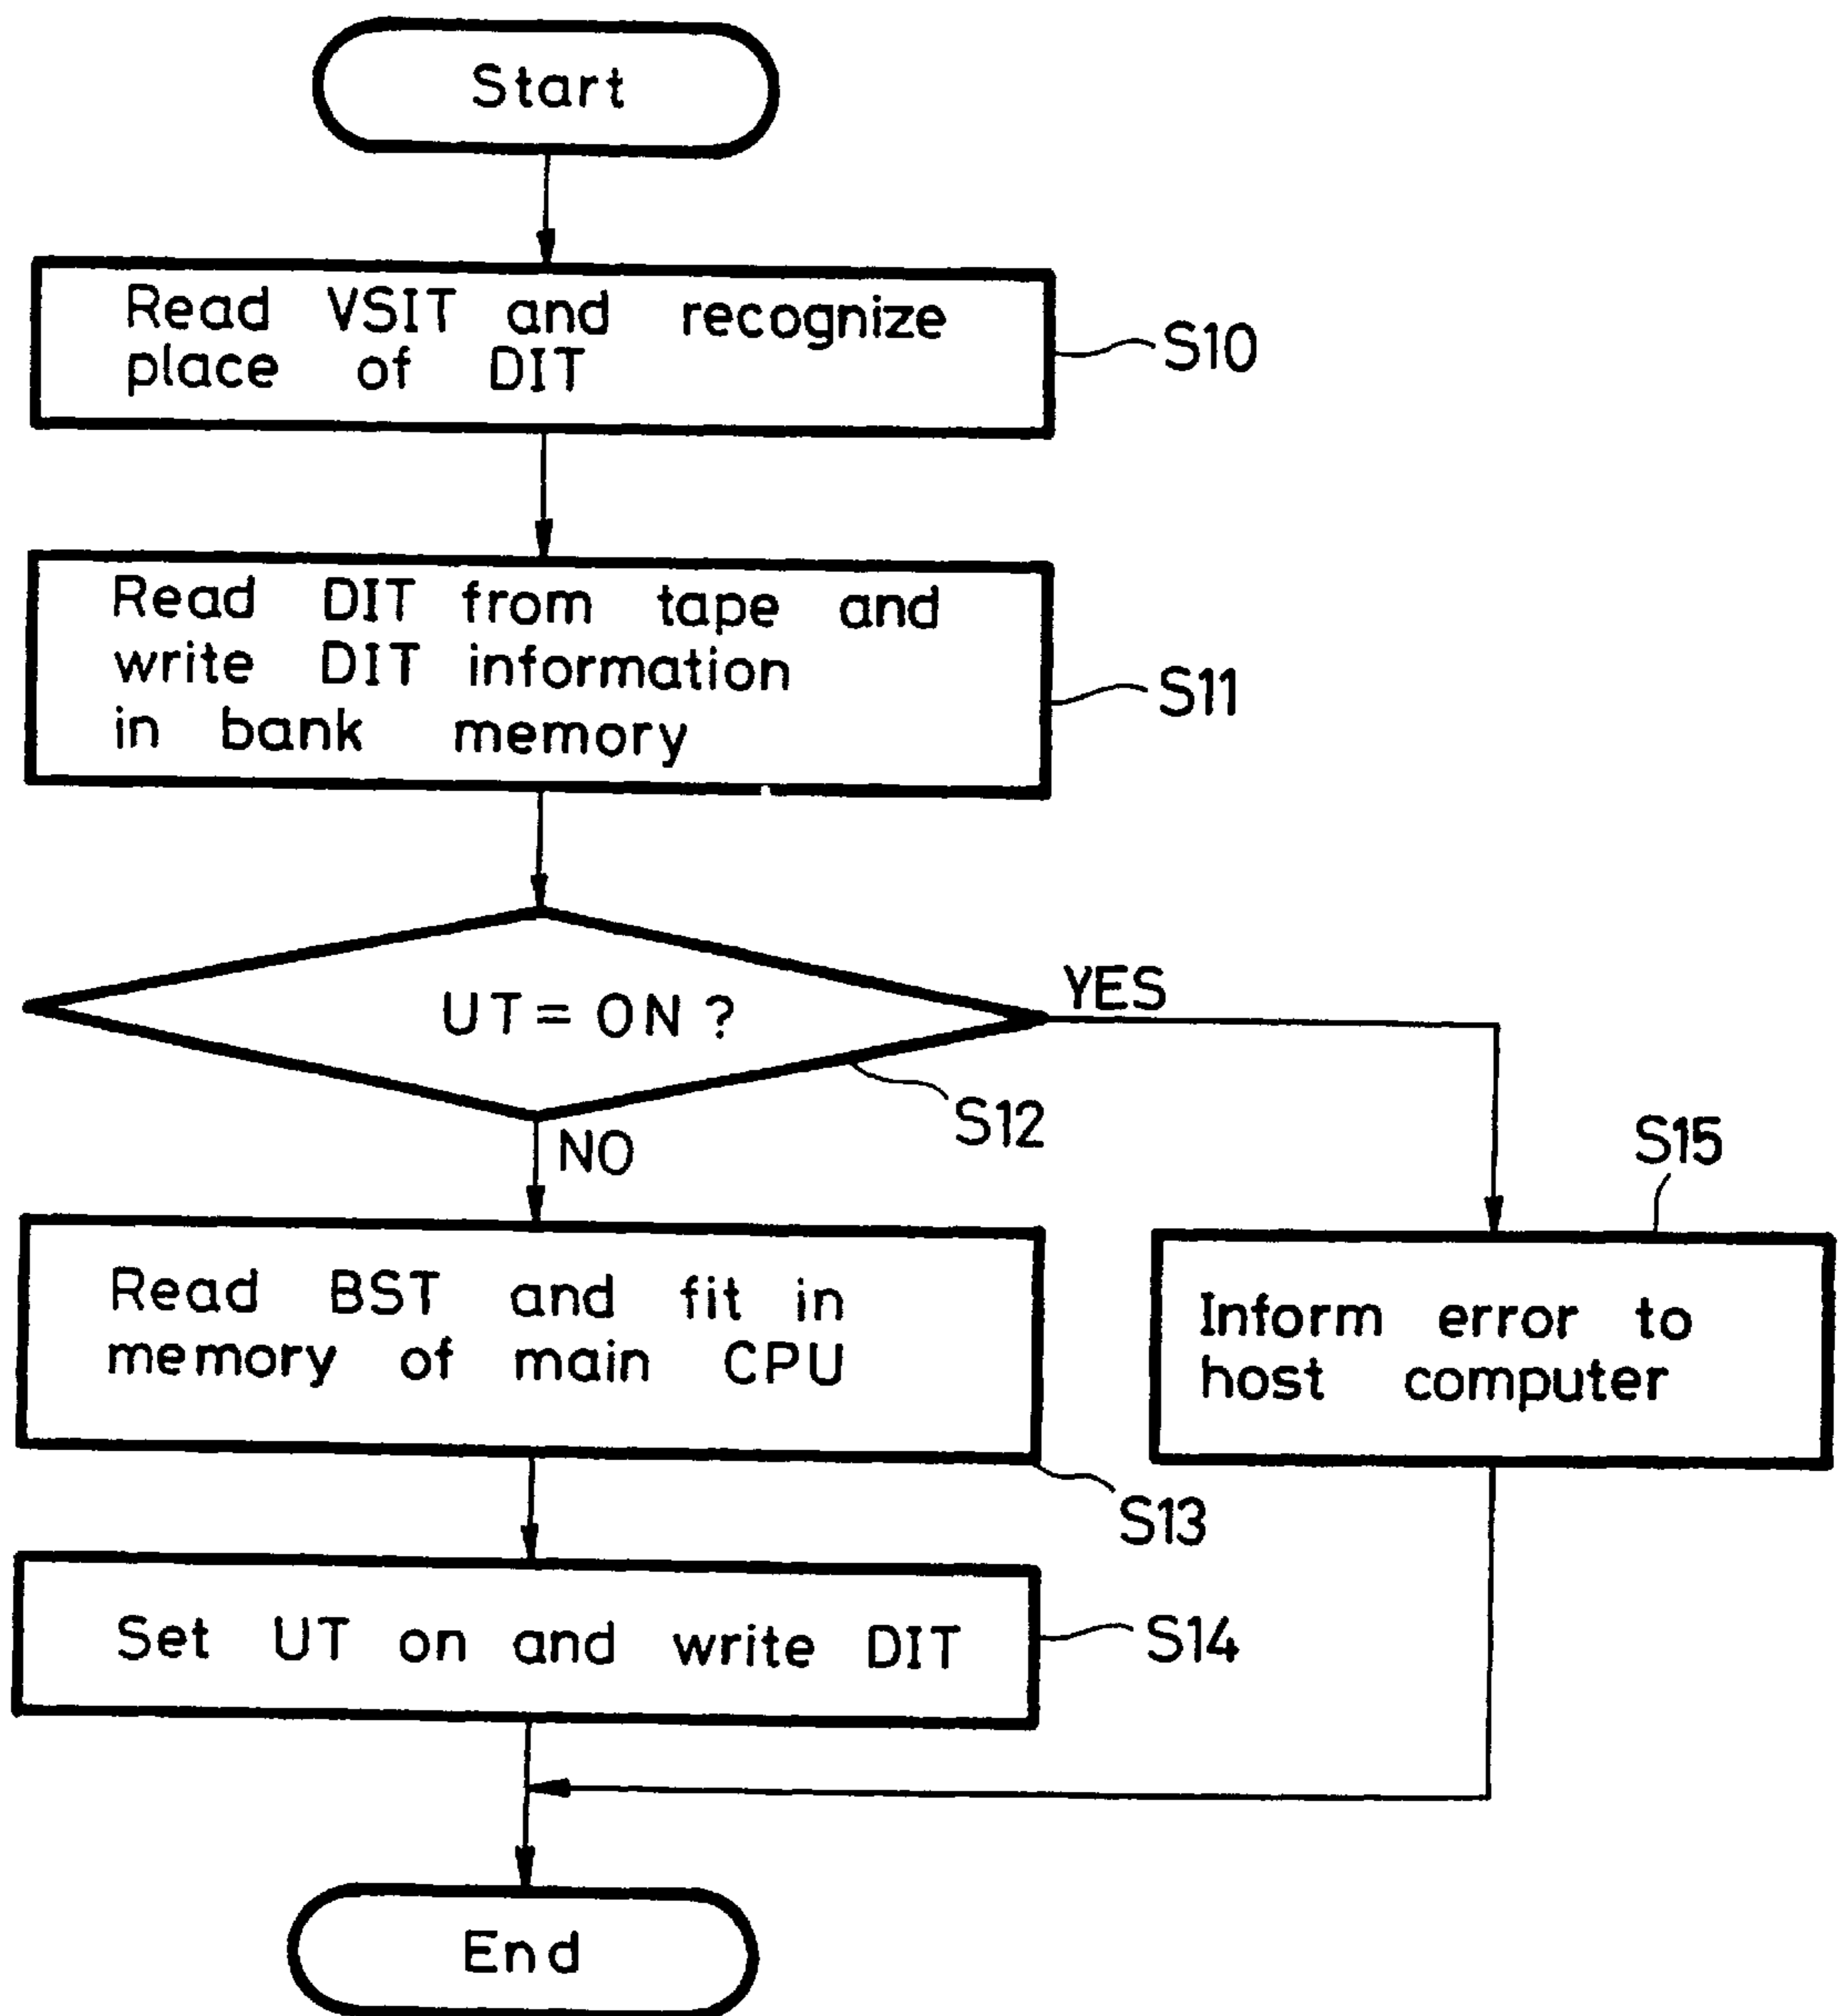 Start
Read VSIT and recognize
place of DIT
S10
Read DIT from tape and
write DIT information
in bank memory
S11
UT = ON ?
YES
S12
NO
S15
Read BST and fit in
memory of main CPU
S13
Inform error to
host computer
Set UT on and write DIT
S14
End